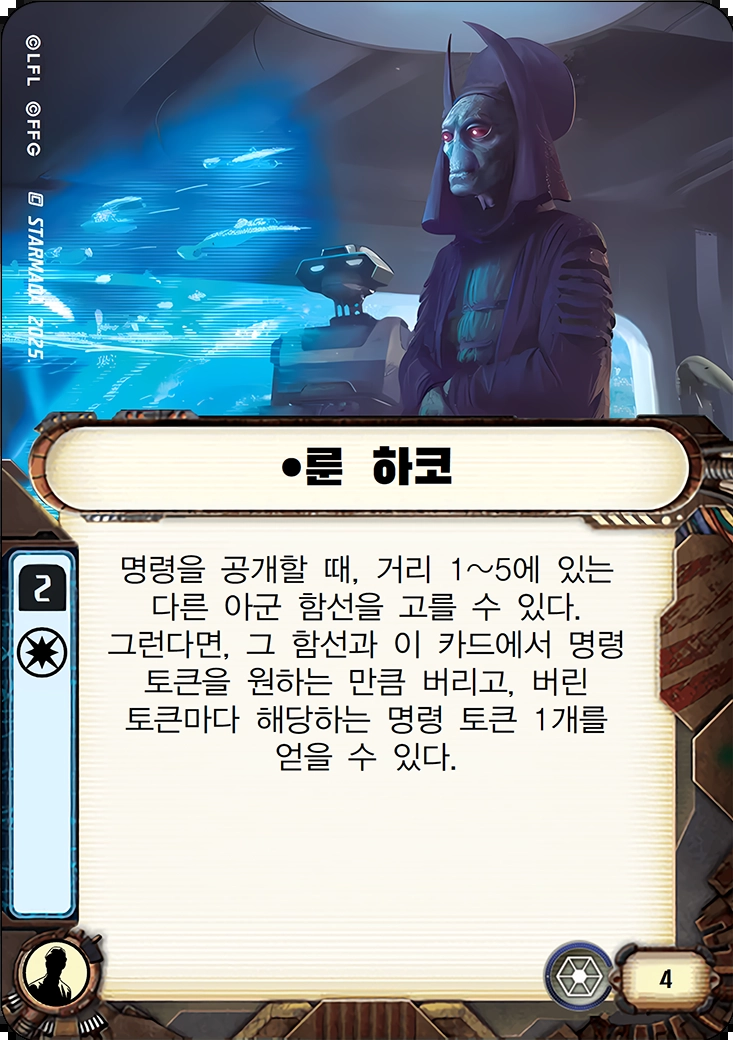 ©LFL ©FFG C STARMADA 2025.
•룬 하코
2
명령을 공개할 때, 거리 1~5에 있는
다른 아군 함선을 고를 수 있다.
그런다면, 그 함선과 이 카드에서 명령
토큰을 원하는 만큼 버리고, 버린
토큰마다 해당하는 명령 토큰 1개를
얻을 수 있다.
4